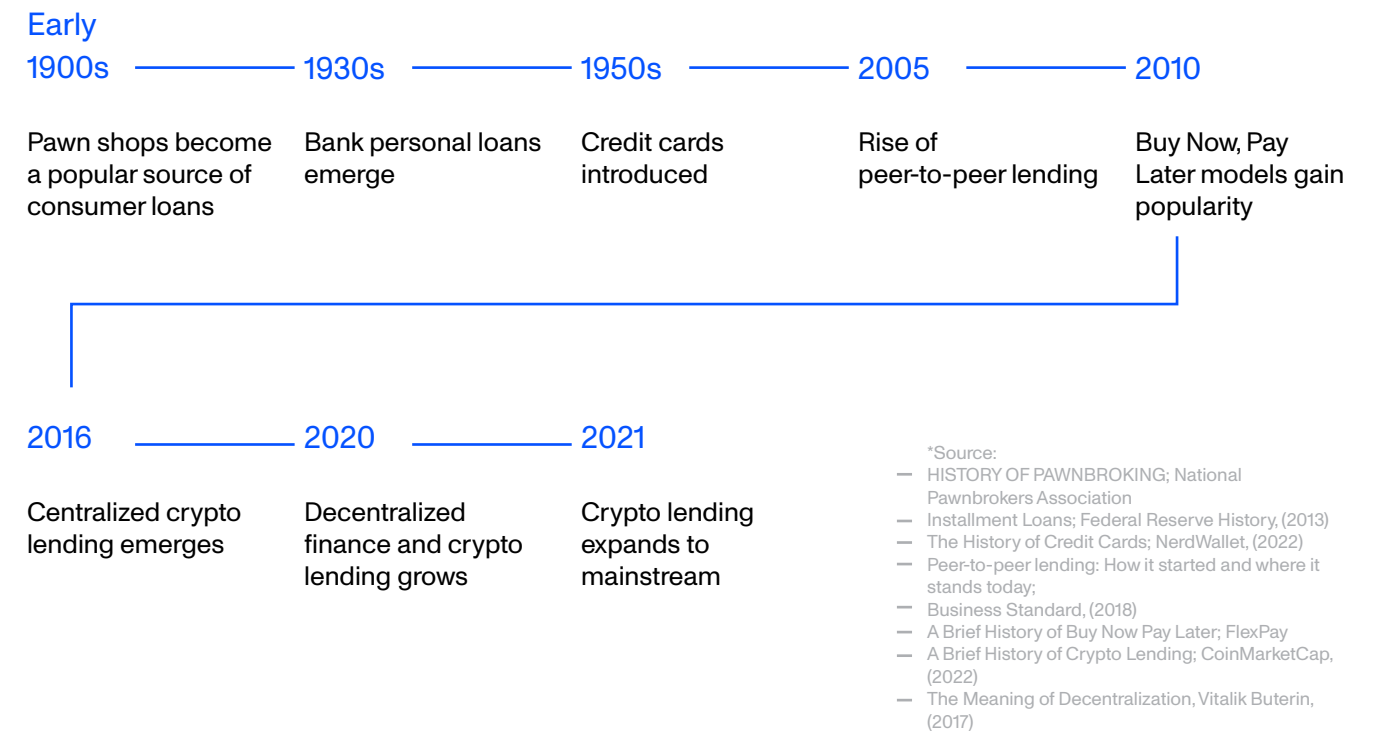 Early
1900s
1930s
1950s
2005
2010
Pawn shops become
a popular source of
consumer loans
Bank personal loans
emerge
Credit cards
introduced
Rise of
peer-to-peer lending
Buy Now, Pay
Later models gain
popularity
2016
2020
2021
Centralized crypto
lending emerges
Decentralized
finance and crypto
lending grows
Crypto lending
expands to
mainstream
*Source:
— HISTORY OF PAWNBROKING; National
Pawnbrokers Association
— Installment Loans; Federal Reserve History, (2013)
— The History of Credit Cards; NerdWallet, (2022)
— Peer-to-peer lending: How it started and where it
stands today;
— Business Standard, (2018)
— A Brief History of Buy Now Pay Later; FlexPay
— A Brief History of Crypto Lending; CoinMarketCap,
(2022)
— The Meaning of Decentralization, Vitalik Buterin,
(2017)